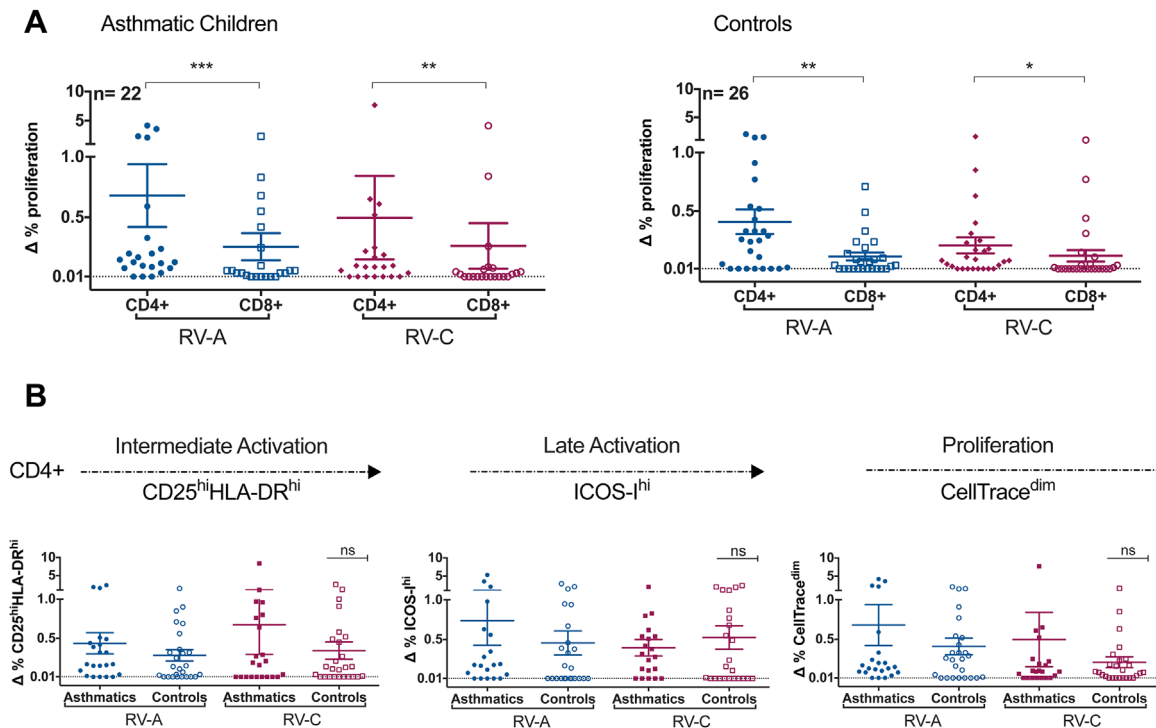 A
Asthmatic Children
Controls
*** ** ** *
n= 22
n= 26
Δ % proliferation
10
5
1.0
0.5
0.01
CD4+ CD8+ CD4+ CD8+
RV-A RV-C
Δ % proliferation
10
5
1.0
0.5
0.01
CD4+ CD8+ CD4+ CD8+
RV-A RV-C
B
Intermediate Activation
Late Activation
Proliferation
CD4+
CD25hiHLA-DRhi
ICOS-Ihi
CellTracedim
Δ % CD25hiHLA-DRhi
10
5
1.0
0.5
0.01
ns
Asthmatics Controls Asthmatics Controls
RV-A RV-C
Δ % ICOS-Ihi
10
5
1.0
0.5
0.01
ns
Asthmatics Controls Asthmatics Controls
RV-A RV-C
Δ % CellTracedim
10
5
1.0
0.5
0.01
ns
Asthmatics Controls Asthmatics Controls
RV-A RV-C